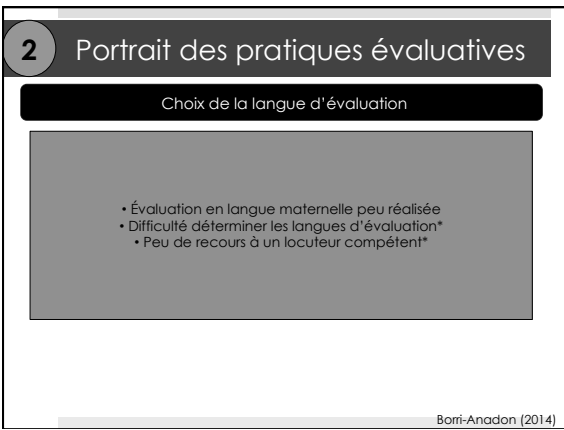 2 Portrait des pratiques évaluatives
Choix de la langue d'évaluation
• Évaluation en langue maternelle peu réalisée
• Difficulté déterminer les langues d'évaluation*
• Peu de recours à un locuteur compétent*
Borri-Anadon (2014)